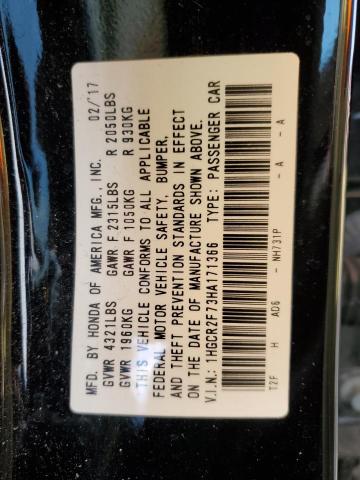 MFD. BY HONDA OF AMERICA MFG., INC. 02/17
GVWR 4321LBS GAWR F 2315LBS R 2050LBS
GVWR 1960KG GAWR F 1050KG R 930KG
THIS VEHICLE CONFORMS TO ALL APPLICABLE
FEDERAL MOTOR VEHICLE SAFETY, BUMPER,
AND THEFT PREVENTION STANDARDS IN EFFECT
ON THE DATE OF MANUFACTURE SHOWN ABOVE.
V.I.N.: 1HGCR2F73HA171366 TYPE: PASSENGER CAR
T2F H AO6 - NH731P - A - A